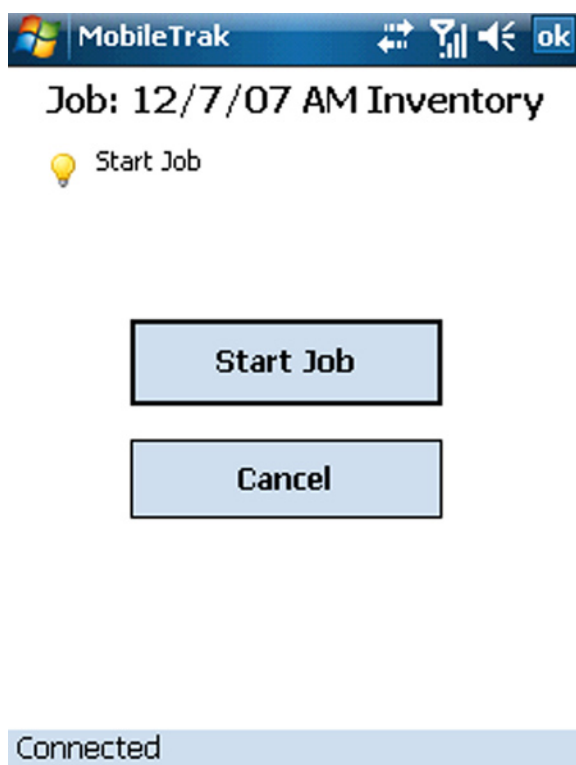 MobileTrak ok
Job: 12/7/07 AM Inventory
Start Job
Start Job
Cancel
Connected